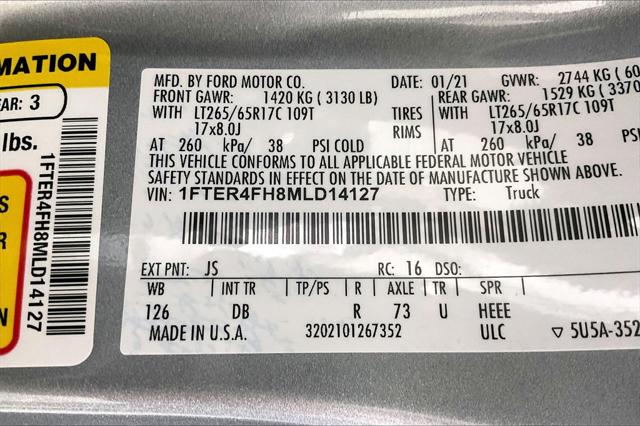 MATION
EAR: 3
lbs.
S
R
N
1FTER4FH8MLD14127
MFD. BY FORD MOTOR CO. DATE: 01/21 GVWR: 2744 KG ( 60
FRONT GAWR: 1420 KG ( 3130 LB) REAR GAWR: 1529 KG ( 3370
WITH LT265/65R17C 109T TIRES WITH LT265/65R17C 109T
17x8.0J RIMS 17x8.0J
AT 260 kPa/ 38 PSI COLD AT 260 kPa/ 38 PSI
THIS VEHICLE CONFORMS TO ALL APPLICABLE FEDERAL MOTOR VEHICLE
SAFETY STANDARDS IN EFFECT ON THE DATE OF MANUFACTURE SHOWN ABOVE.
VIN: 1FTER4FH8MLD14127 TYPE: Truck
EXT PNT: JS RC: 16 DSO:
WB INT TR TP/PS R AXLE TR SPR
126 DB R 73 U HEEE
MADE IN U.S.A. 3202101267352 ULC ▽ 5U5A-352